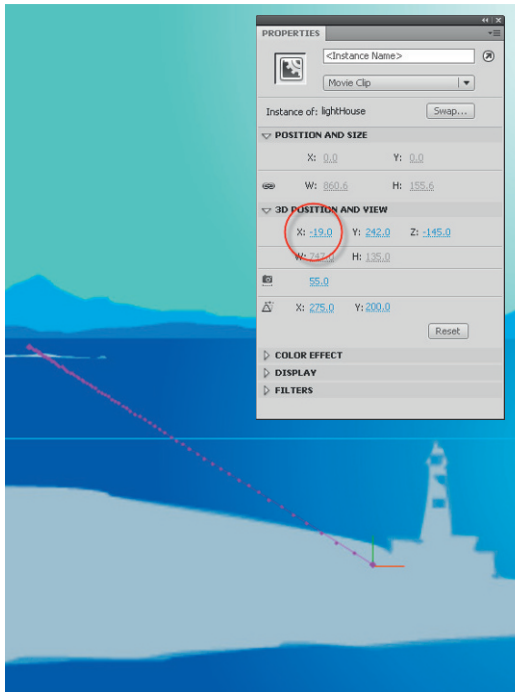 PROPERTIES
<Instance Name>
Movie Clip
Instance of: lightHouse Swap...
POSITION AND SIZE
X: 0.0 Y: 0.0
W: 860.6 H: 155.6
3D POSITION AND VIEW
X: -19.0 Y: 242.0 Z: -145.0
W: 747.0 H: 135.0
55.0
X: 275.0 Y: 200.0
Reset
COLOR EFFECT
DISPLAY
FILTERS